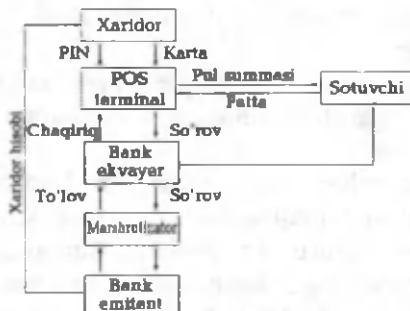 Xaridor
PIN
Karta
POS
terminal
Pul summasi
Patta
Sotuvchi
Chaqiriq
So'rov
Bank
ekvayer
Xaridor hisobi
To'lov
So'rov
Marshrutizator
Bank
emitent